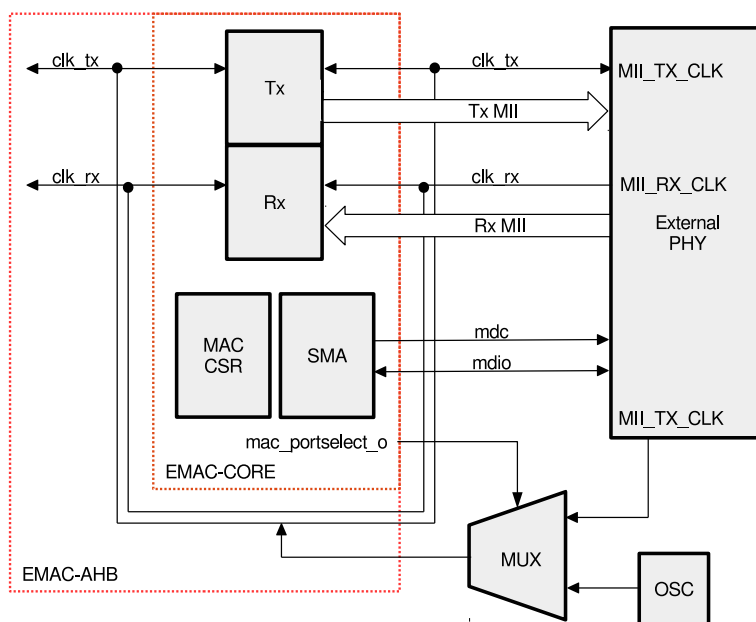 clk_tx
Tx
clk_tx
MII_TX_CLK
Tx MII
clk_rx
Rx
clk_rx
MII_RX_CLK
Rx MII
External
PHY
MAC
CSR
SMA
mdc
mdio
MII_TX_CLK
mac_portselect_o
EMAC-CORE
MUX
EMAC-AHB
OSC